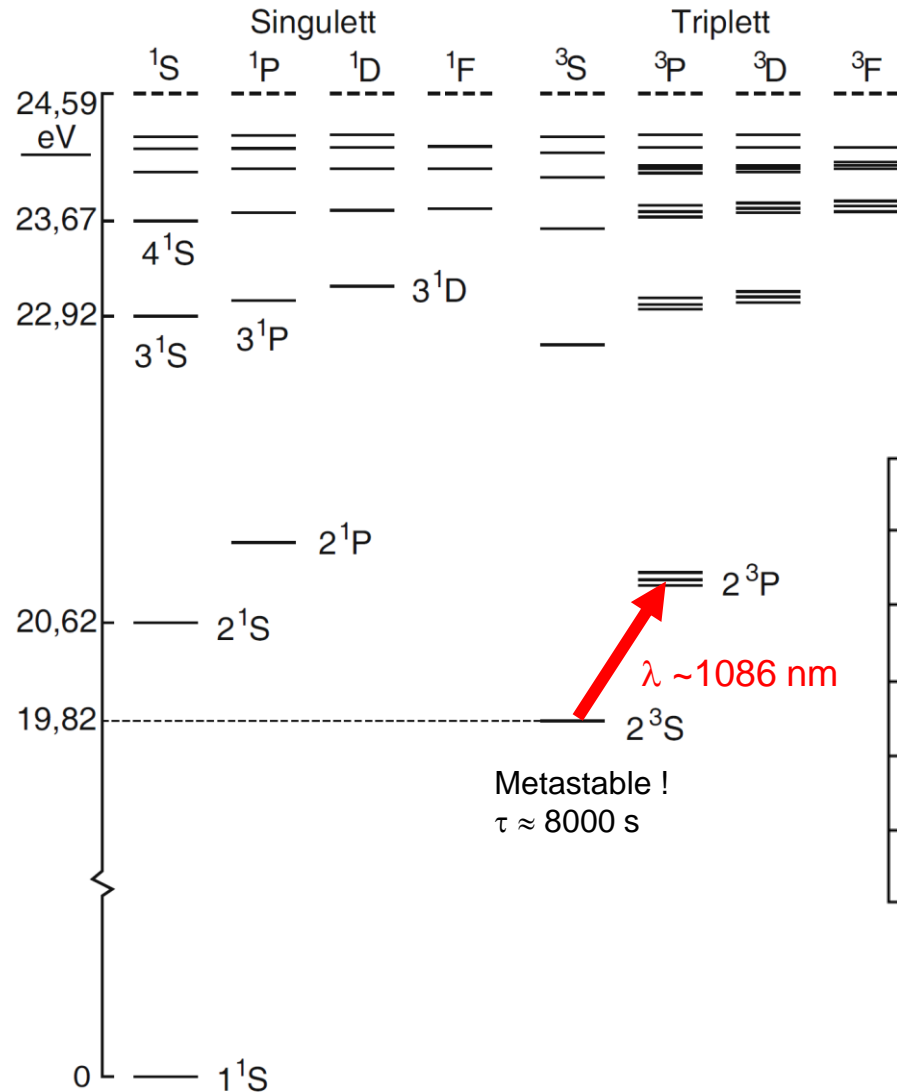 Singulett Triplett
¹S ¹P ¹D ¹F ³S ³P ³D ³F
24,59
eV
23,67
4¹S
3¹D
22,92
3¹S
3¹P
2¹P
2³P
20,62
2¹S
λ ~1086 nm
19,82
2³S
Metastable !
τ ≈ 8000 s
0
1¹S